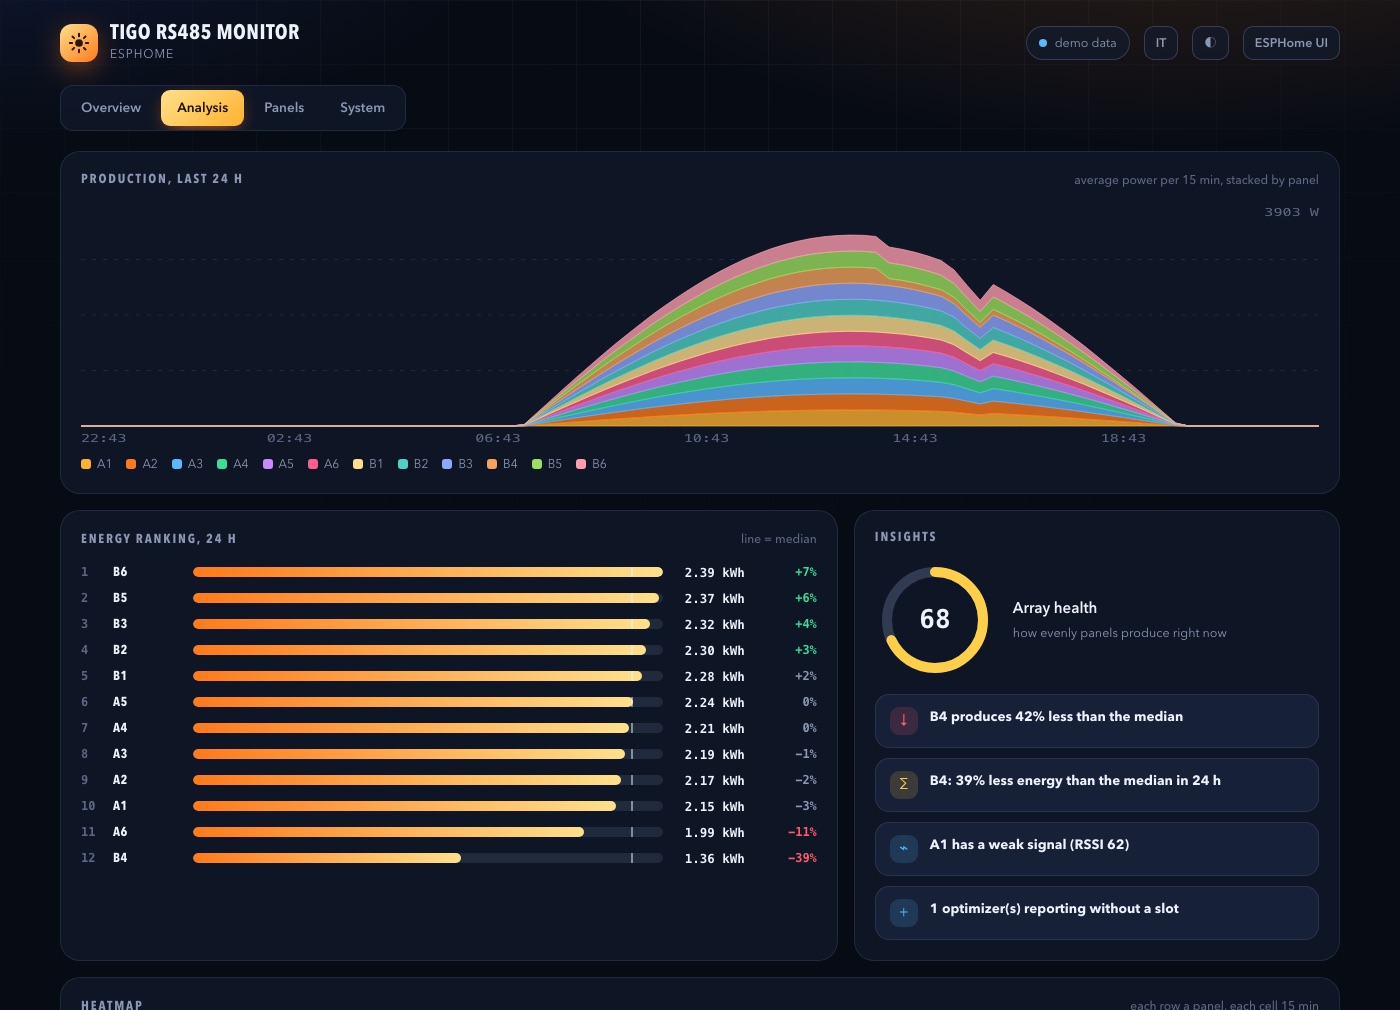 TIGO RS485 MONITOR
ESPHOME
demo data
IT
ESPHome UI
Overview
Analysis
Panels
System
PRODUCTION, LAST 24 H
average power per 15 min, stacked by panel
3903 W
22:43 02:43 06:43 10:43 14:43 18:43
A1 A2 A3 A4 A5 A6 B1 B2 B3 B4 B5 B6
ENERGY RANKING, 24 H
line = median
1 B6 2.39 kWh +7%
2 B5 2.37 kWh +6%
3 B3 2.32 kWh +4%
4 B2 2.30 kWh +3%
5 B1 2.28 kWh +2%
6 A5 2.24 kWh 0%
7 A4 2.21 kWh 0%
8 A3 2.19 kWh −1%
9 A2 2.17 kWh −2%
10 A1 2.15 kWh −3%
11 A6 1.99 kWh −11%
12 B4 1.36 kWh −39%
INSIGHTS
68
Array health
how evenly panels produce right now
↓ B4 produces 42% less than the median
Σ B4: 39% less energy than the median in 24 h
⌁ A1 has a weak signal (RSSI 62)
+ 1 optimizer(s) reporting without a slot
HEATMAP
each row a panel, each cell 15 min